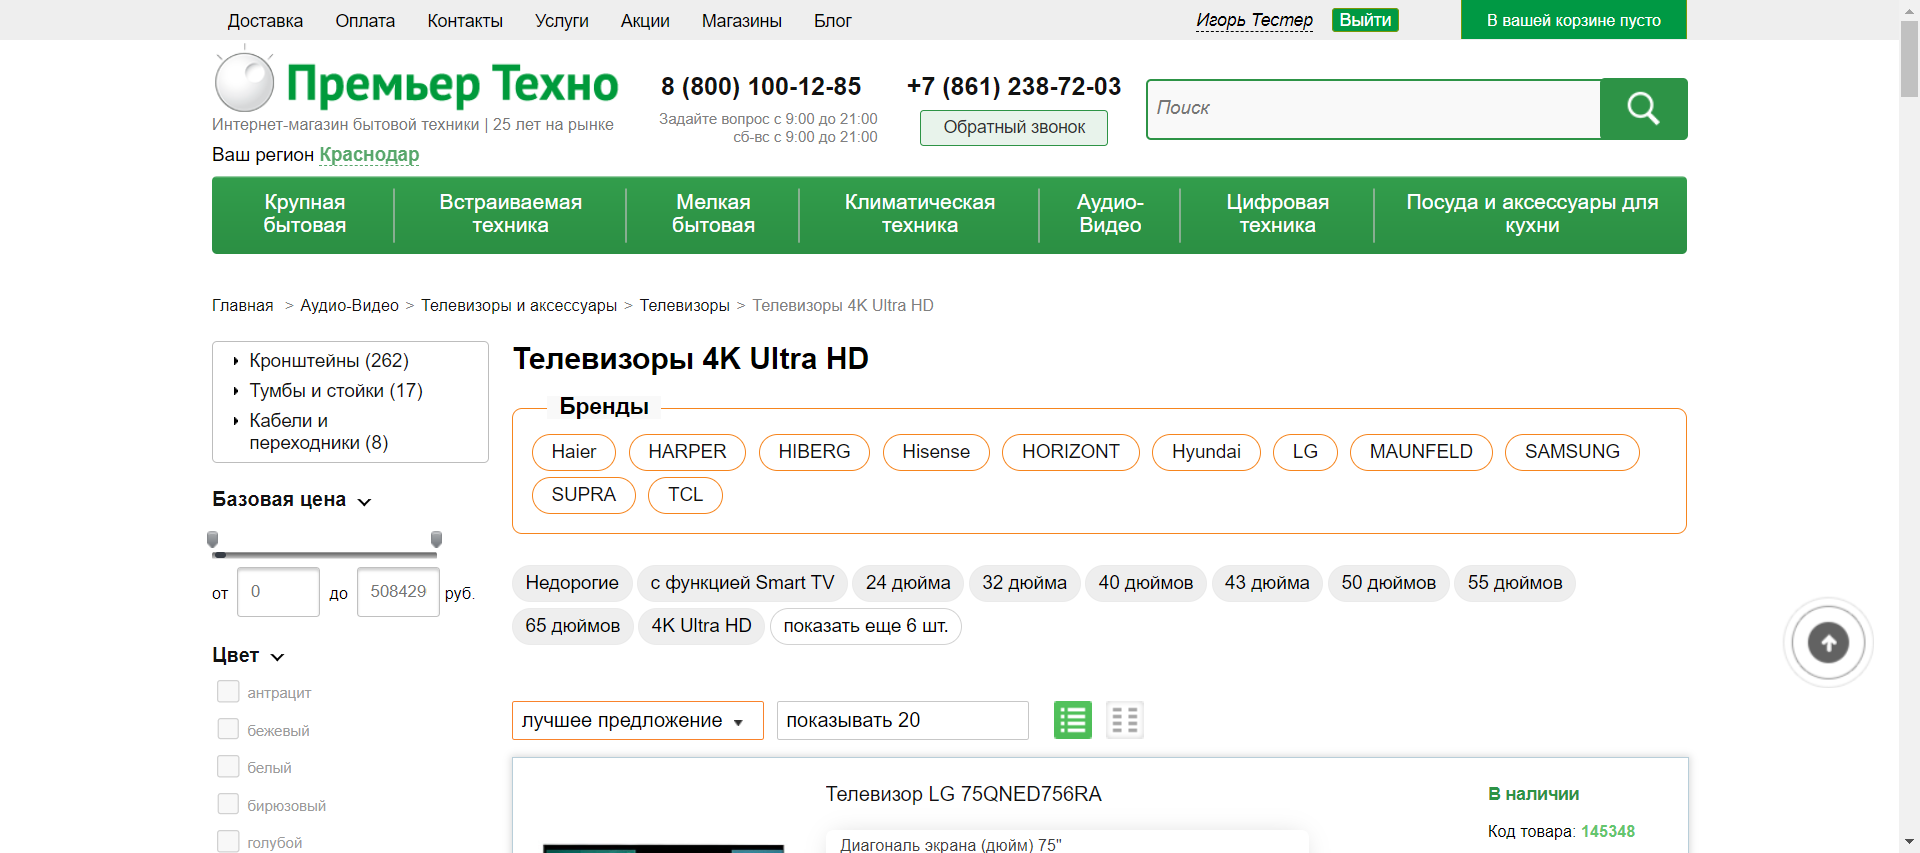 Доставка Оплата Контакты Услуги Акции Магазины Блог Игорь Тестер Выйти В вашей корзине пусто
Премьер Техно
Интернет-магазин бытовой техники | 25 лет на рынке
Ваш регион Краснодар
8 (800) 100-12-85
Задайте вопрос с 9:00 до 21:00
сб-вс с 9:00 до 21:00
+7 (861) 238-72-03
Обратный звонок
Поиск
Крупная бытовая
Встраиваемая техника
Мелкая бытовая
Климатическая техника
Аудио-Видео
Цифровая техника
Посуда и аксессуары для кухни
Главная > Аудио-Видео > Телевизоры и аксессуары > Телевизоры > Телевизоры 4K Ultra HD
Кронштейны (262)
Тумбы и стойки (17)
Кабели и
переходники (8)
Базовая цена
от 0 до 508429 руб.
Цвет
антрацит
бежевый
белый
бирюзовый
голубой
Телевизоры 4K Ultra HD
Бренды
Haier HARPER HIBERG Hisense HORIZONT Hyundai LG MAUNFELD SAMSUNG
SUPRA TCL
Недорогие с функцией Smart TV 24 дюйма 32 дюйма 40 дюймов 43 дюйма 50 дюймов 55 дюймов
65 дюймов 4K Ultra HD показать еще 6 шт.
лучшее предложение показывать 20
Телевизор LG 75QNED756RA
Диагональ экрана (дюйм) 75"
В наличии
Код товара: 145348